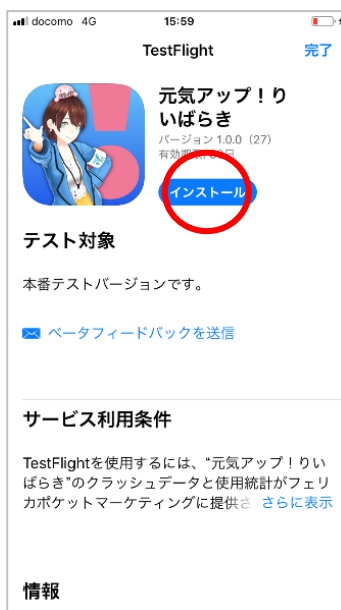 docomo 4G 15:59
TestFlight 完了
元気アップ！り
いばらき
バージョン 1.0.0（27）
有効期限:
インストール
テスト対象
本番テストバージョンです。
ベータフィードバックを送信
サービス利用条件
TestFlightを使用するには、“元気アップ！りい
ばらき”のクラッシュデータと使用統計がフェリ
カポケットマーケティングに提供さ さらに表示
情報